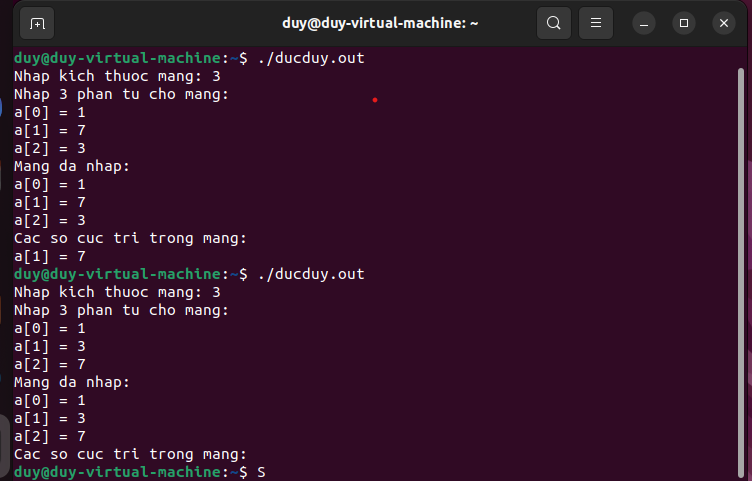 duy@duy-virtual-machine: ~
duy@duy-virtual-machine:~$ ./ducduy.out
Nhap kich thuoc mang: 3
Nhap 3 phan tu cho mang:
a[0] = 1
a[1] = 7
a[2] = 3
Mang da nhap:
a[0] = 1
a[1] = 7
a[2] = 3
Cac so cuc tri trong mang:
a[1] = 7
duy@duy-virtual-machine:~$ ./ducduy.out
Nhap kich thuoc mang: 3
Nhap 3 phan tu cho mang:
a[0] = 1
a[1] = 3
a[2] = 7
Mang da nhap:
a[0] = 1
a[1] = 3
a[2] = 7
Cac so cuc tri trong mang:
duy@duy-virtual-machine:~$ S